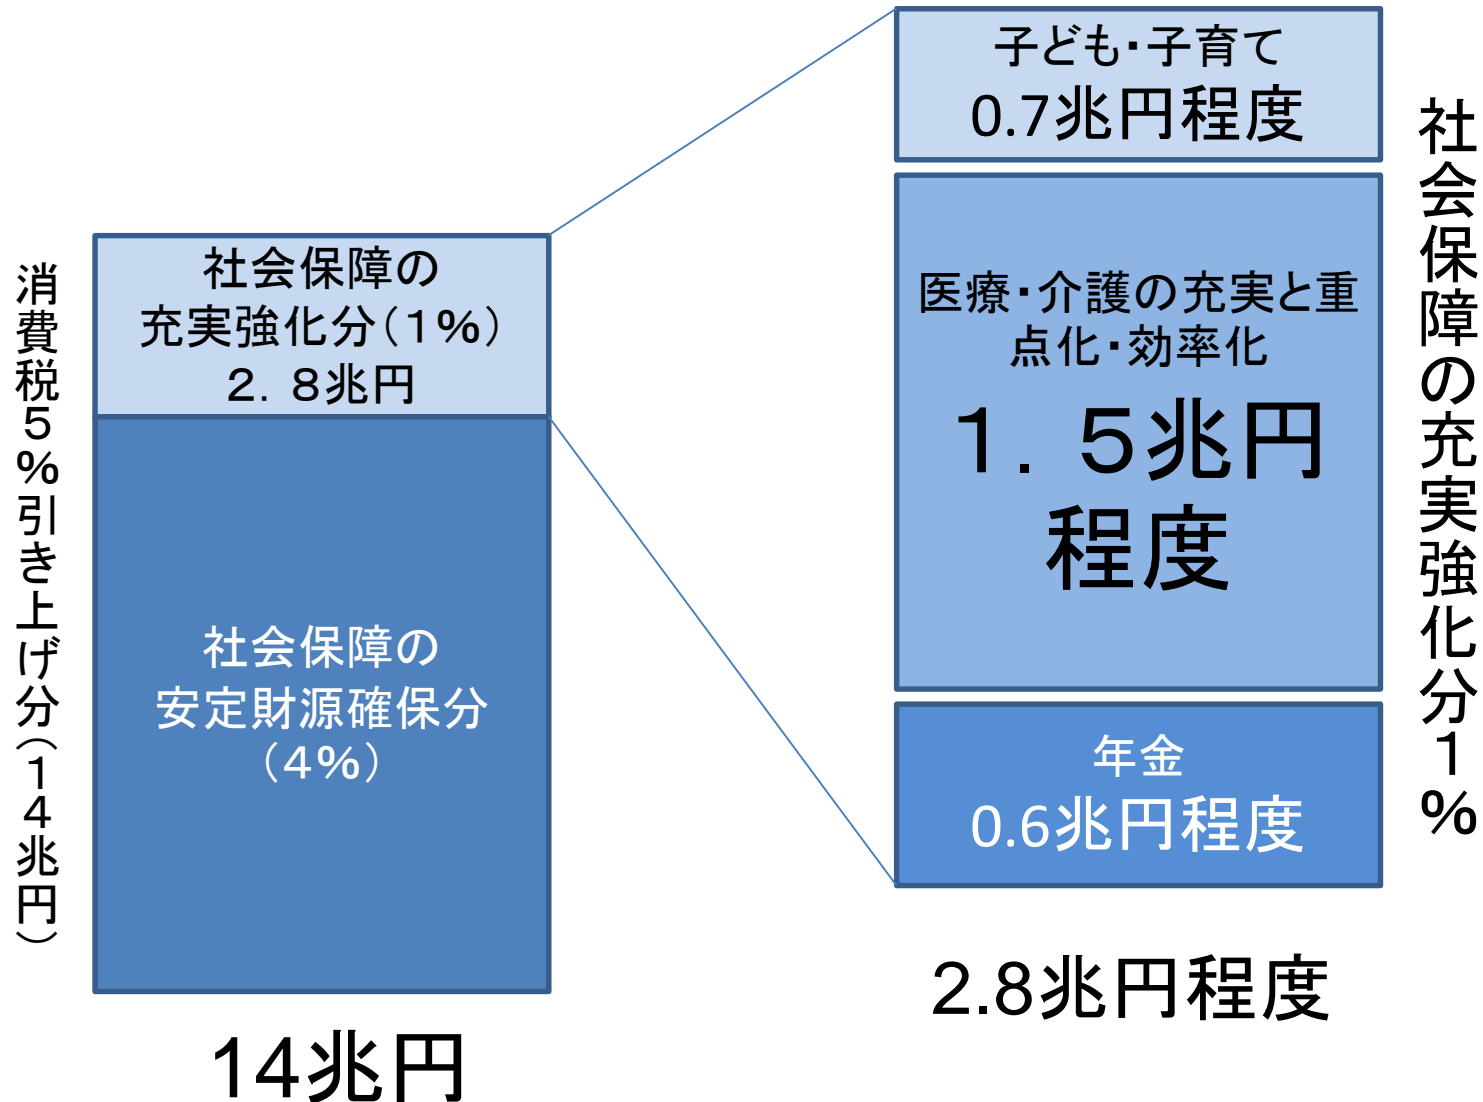 消費税5%引き上げ分（14兆円）
社会保障の
充実強化分（１％）
２．８兆円
社会保障の
安定財源確保分
（４％）
14兆円
子ども・子育て
0.7兆円程度
医療・介護の充実と重
点化・効率化
１．５兆円
程度
年金
0.6兆円程度
2.8兆円程度
社会保障の充実強化分1%